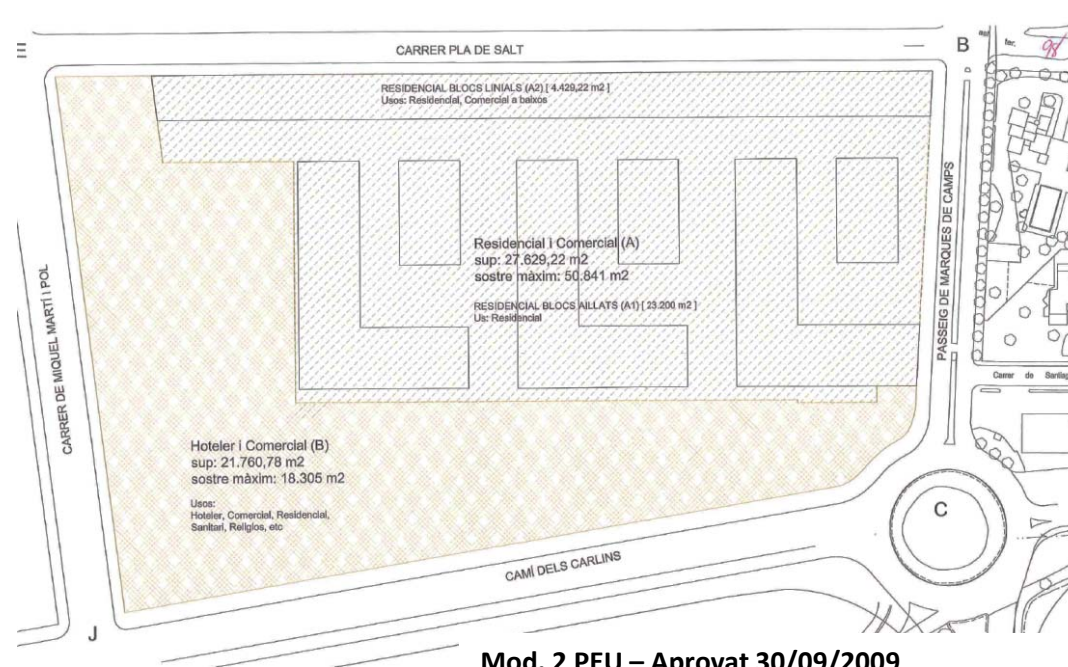 CARRER PLA DE SALT
B
RESIDENCIAL BLOCS LINIALS (A2) [ 4.429,22 m2 ]
Usos: Residencial, Comercial a baixos
Residencial i Comercial (A)
sup: 27.629,22 m2
sostre màxim: 50.841 m2
RESIDENCIAL BLOCS AILLATS (A1) [ 23.200 m2 ]
Us: Residencial
CARRER DE MIQUEL MARTÍ I POL
PASSEIG DE MARQUES DE CAMPS
Carrer de
Hoteler i Comercial (B)
sup: 21.760,78 m2
sostre màxim: 18.305 m2
Usos:
Hoteler, Comercial, Residencial,
Sanitari, Religios, etc
C
CAMÍ DELS CARLINS
J
Mod. 2 PEU – Aprovat 30/09/2009